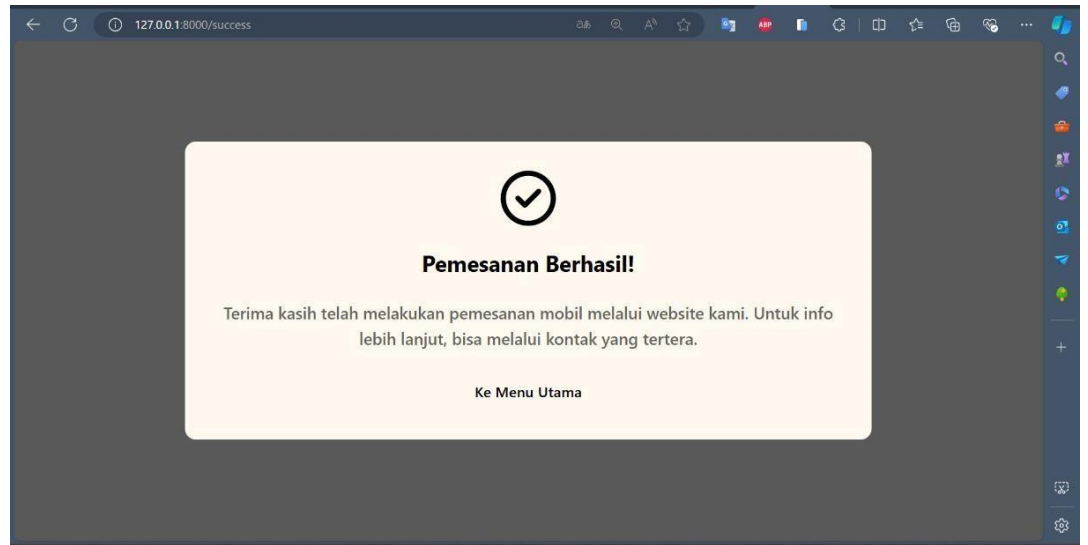 127.0.0.1:8000/success
ABP
Pemesanan Berhasil!
Terima kasih telah melakukan pemesanan mobil melalui website kami. Untuk info
lebih lanjut, bisa melalui kontak yang tertera.
Ke Menu Utama